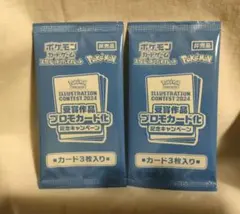 ポケモン
カードゲーム
非売品
Pokémon
ILLUSTRATION
CONTEST 2024
受賞作品
プロモカード化
記念キャンペーン
★カード3枚入り★
ポケモン
カードゲーム
非売品
Pokémon
ILLUSTRATION
CONTEST 2024
受賞作品
プロモカード化
記念キャンペーン
★カード3枚入り★